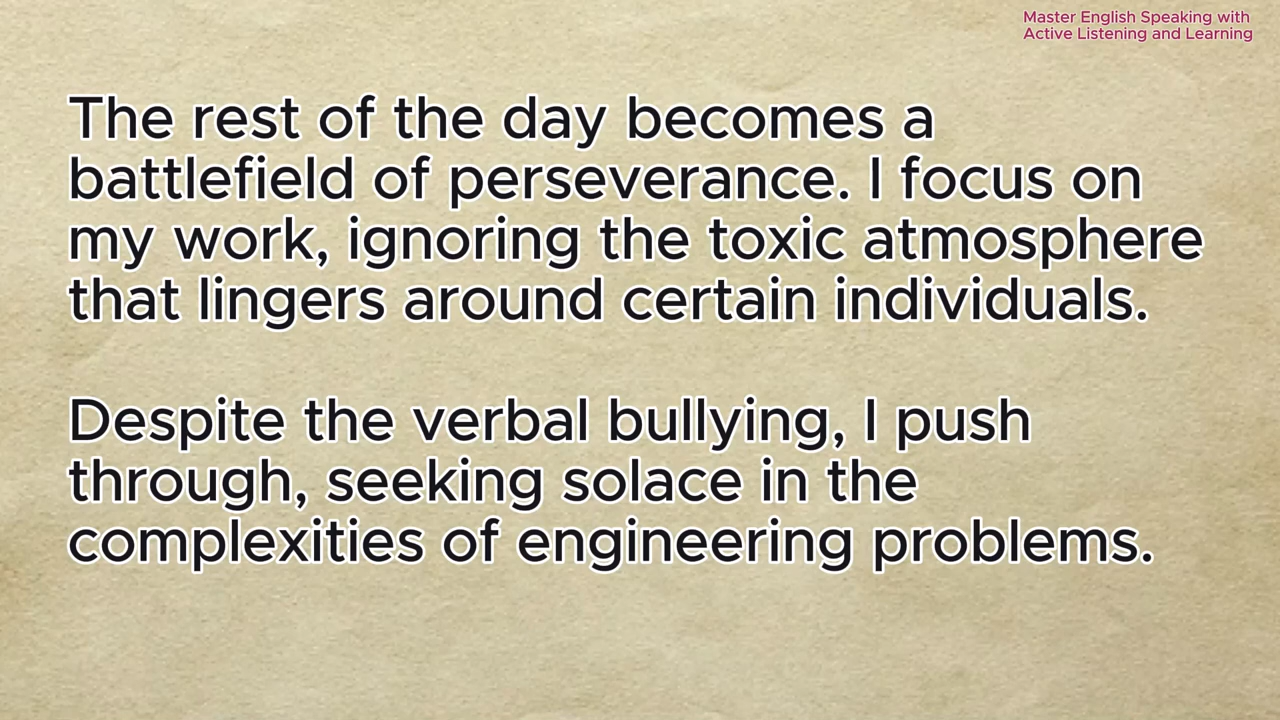 Master English Speaking with
Active Listening and Learning
The rest of the day becomes a
battlefield of perseverance. I focus on
my work, ignoring the toxic atmosphere
that lingers around certain individuals.
Despite the verbal bullying, I push
through, seeking solace in the
complexities of engineering problems.